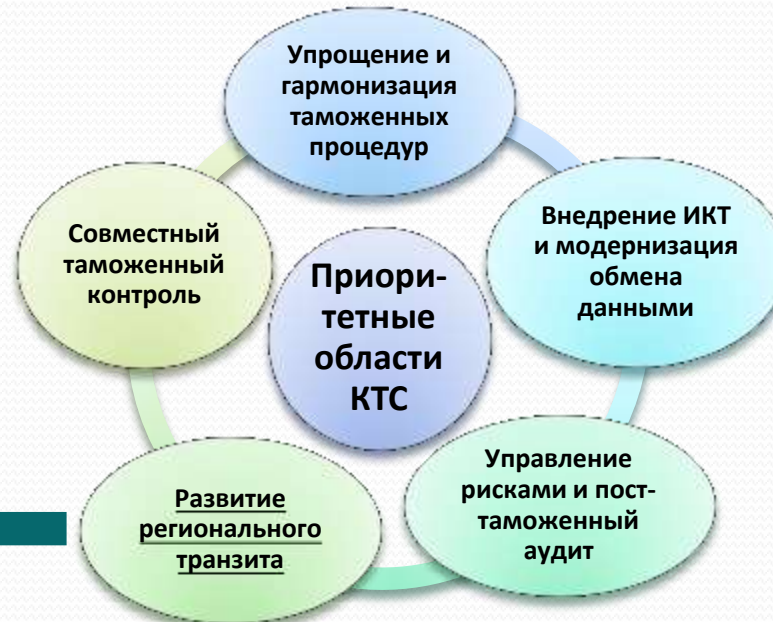 Упрощение и
гармонизация
таможенных
процедур
Внедрение ИКТ
и модернизация
обмена
данными
Управление
рисками и пост-
таможенный
аудит
Развитие
регионального
транзита
Совместный
таможенный
контроль
Приори-
тетные
области
КТС